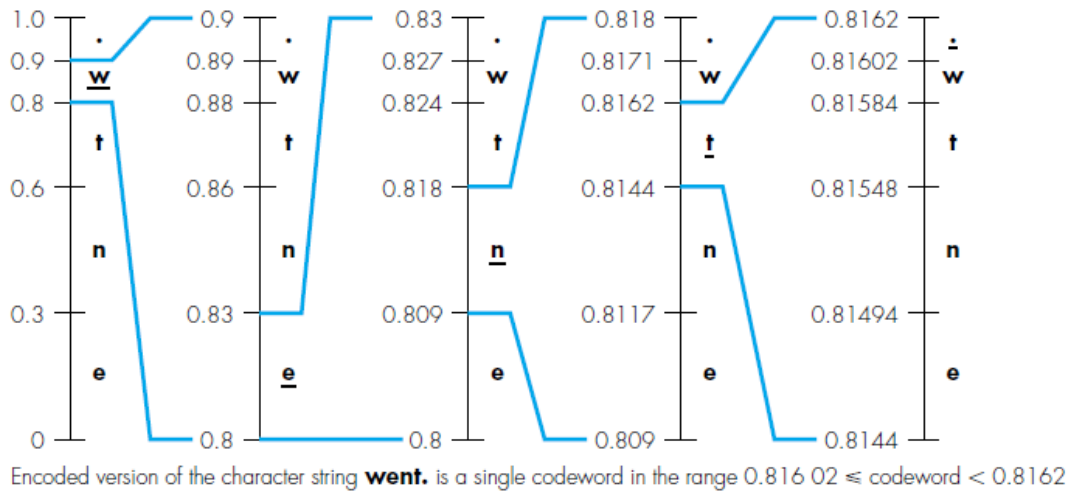 1.0 0.9 0.83 0.818 0.8162
. . . . .
0.9 0.89 0.827 0.8171 0.81602
w w w w w
0.8 0.88 0.824 0.8162 0.81584
t t t t t
0.6 0.86 0.818 0.8144 0.81548
n n n n n
0.3 0.83 0.809 0.8117 0.81494
e e e e e
0 0.8 0.8 0.809 0.8144
Encoded version of the character string went. is a single codeword in the range 0.816 02 ⩽ codeword < 0.8162